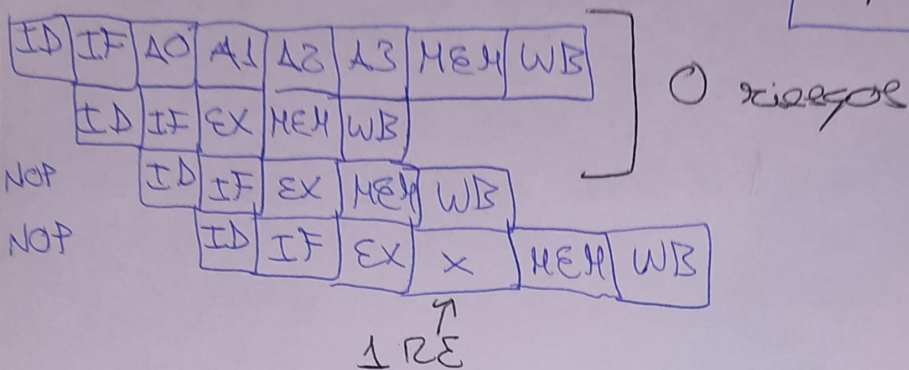 ID IF A0 A1 A2 A3 MEM WB
ID IF EX MEM WB
0 riesgos
NOP ID IF EX MEM WB
NOP ID IF EX X MEM WB
1 RE